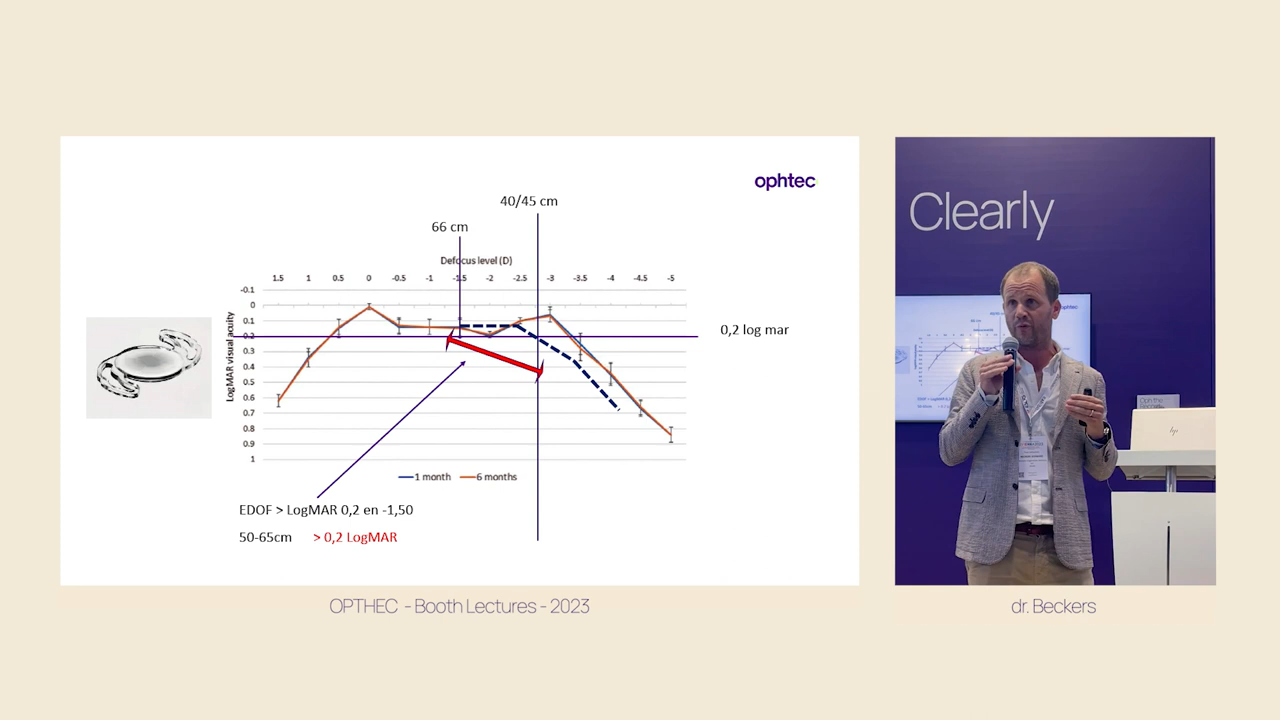 ophtec
40/45 cm
66 cm
Defocus level (D)
1.5 1 0.5 0 -0.5 -1 -1.5 -2 -2.5 -3 -3.5 -4 -4.5 -5
-0.1
0
0.1
0.2
0.3
0.4
0.5
0.6
0.7
0.8
0.9
1
LogMAR visual acuity
0,2 log mar
1 month 6 months
EDOF > LogMAR 0,2 en -1,50
50-65cm > 0,2 LogMAR
OPTHEC - Booth Lectures - 2023
Clearly
hp
dr. Beckers